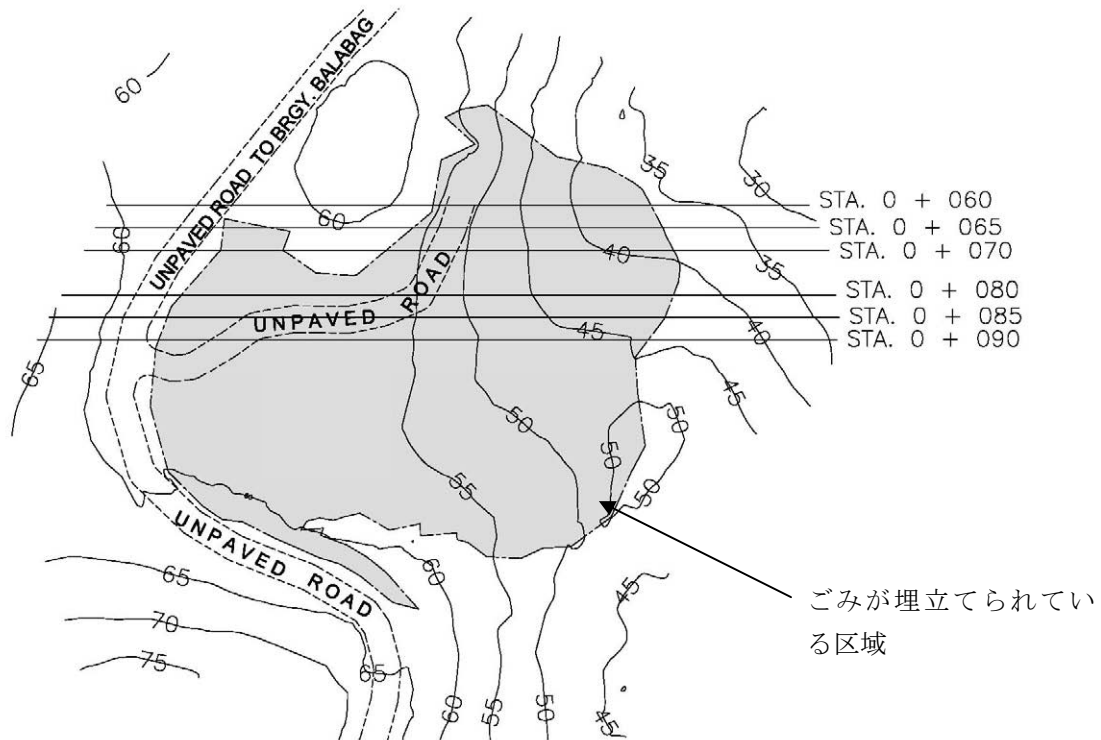 60
UNPAVED ROAD TO BRGY. BALABAG
35
30
60
STA. 0 + 060
STA. 0 + 065
60
40
STA. 0 + 070
35
ROAD
STA. 0 + 080
UNPAVED
STA. 0 + 085
45
40
STA. 0 + 090
65
45
50
50
50
55
50
UNPAVED ROAD
60
65
45
ごみが埋立てられてい
る区域
70
75
65
60
55
50
45